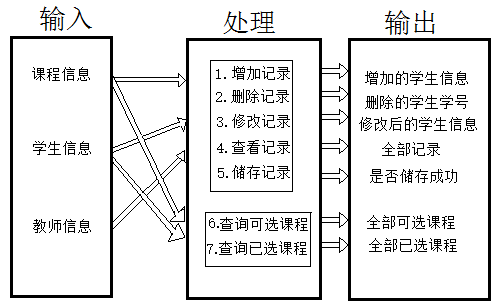 输入 处理 输出
课程信息
学生信息
教师信息
1.增加记录
2.删除记录
3.修改记录
4.查看记录
5.储存记录
6.查询可选课程
7.查询已选课程
增加的学生信息
删除的学生学号
修改后的学生信息
全部记录
是否储存成功
全部可选课程
全部已选课程